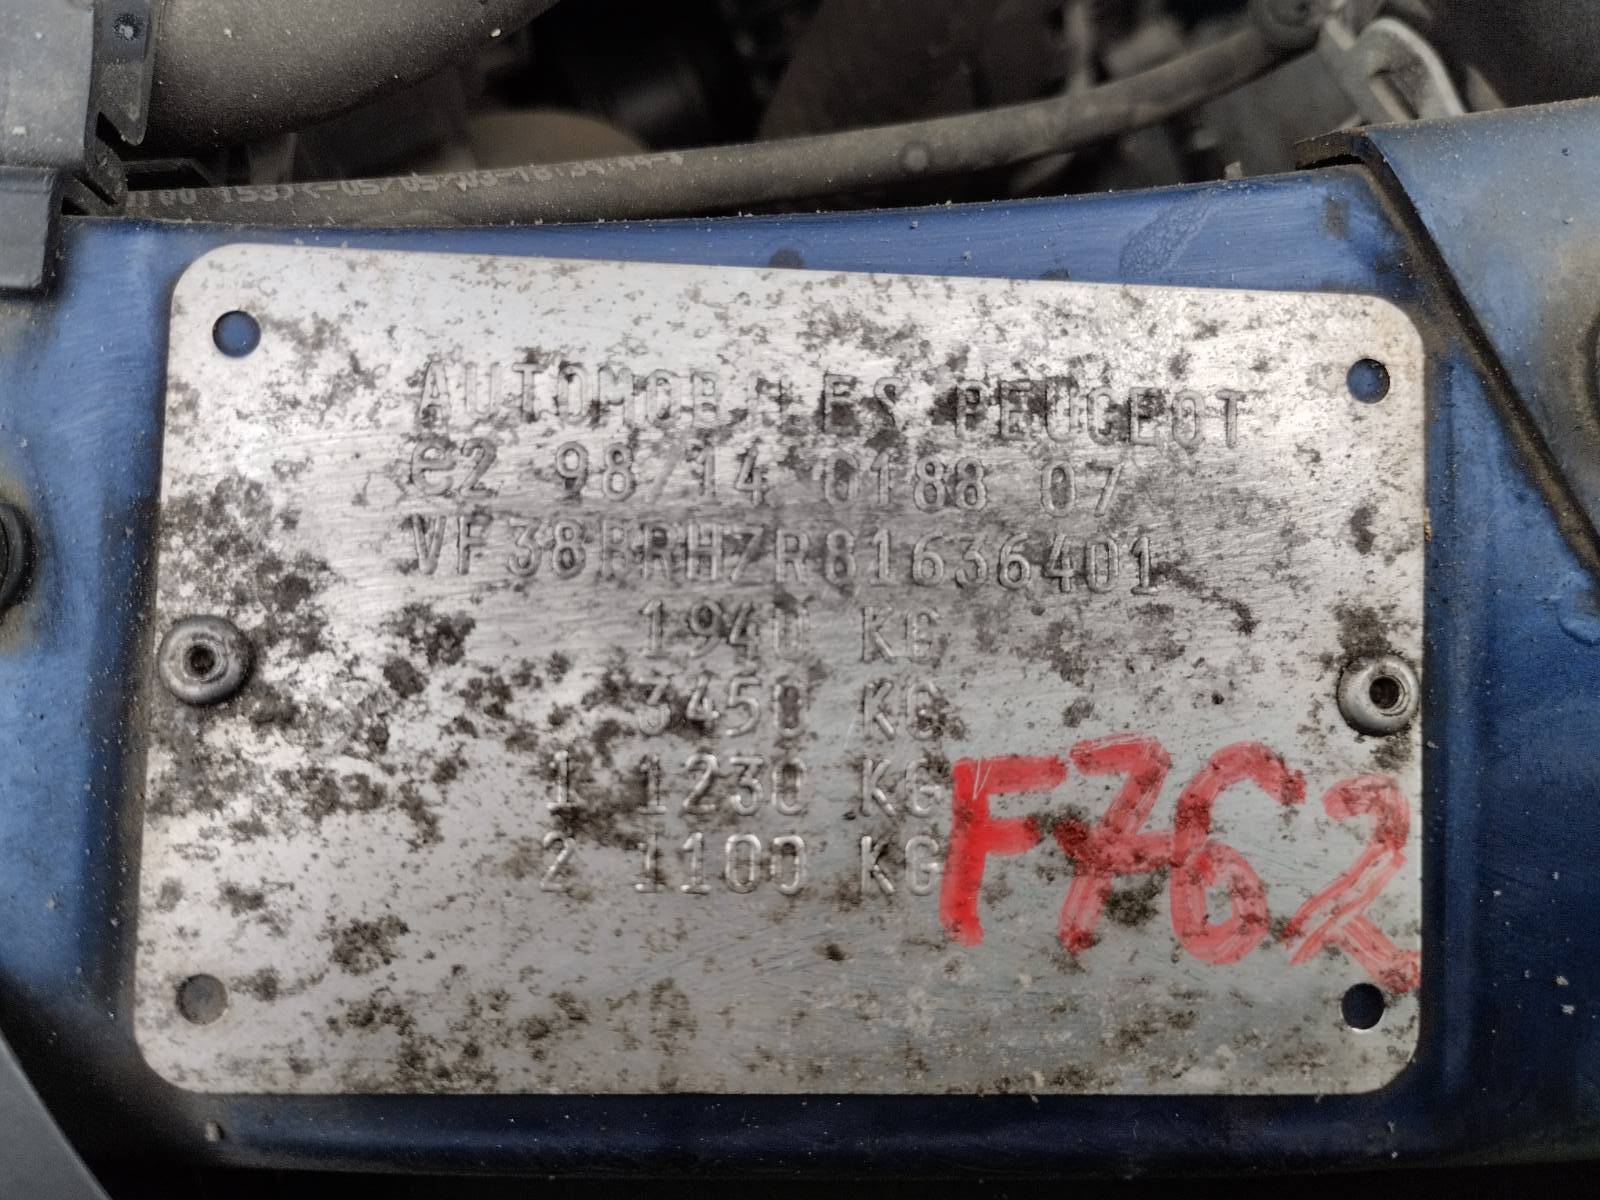 AUTOMOBILES PEUGEOT
e2 98/14 0188 07
VF38BRHZR81636401
1940 KG
3450 KG
1 1230 KG
2 1100 KG
F762